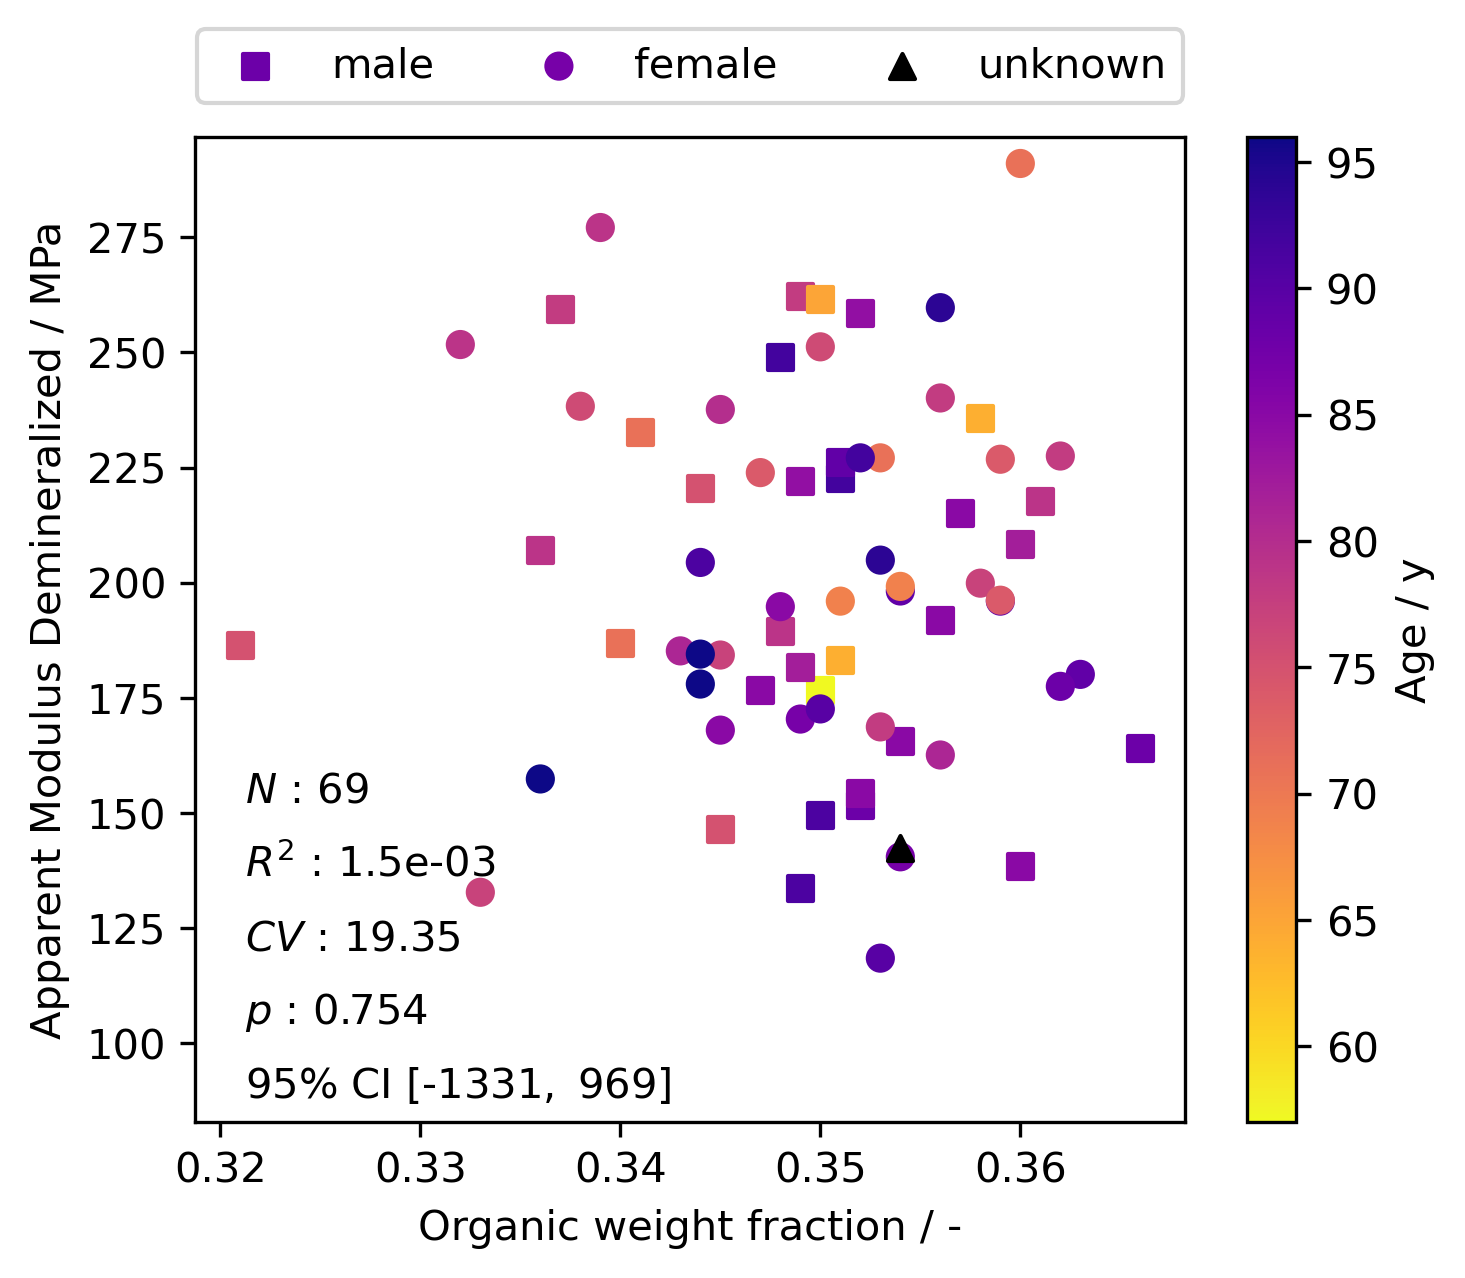 male female unknown
275
250
225
200
175
150
125
100
Apparent Modulus Demineralized / MPa
N : 69
R² : 1.5e-03
CV : 19.35
p : 0.754
95% CI [-1331, 969]
0.32 0.33 0.34 0.35 0.36
Organic weight fraction / -
95
90
85
80
75
70
65
60
Age / y